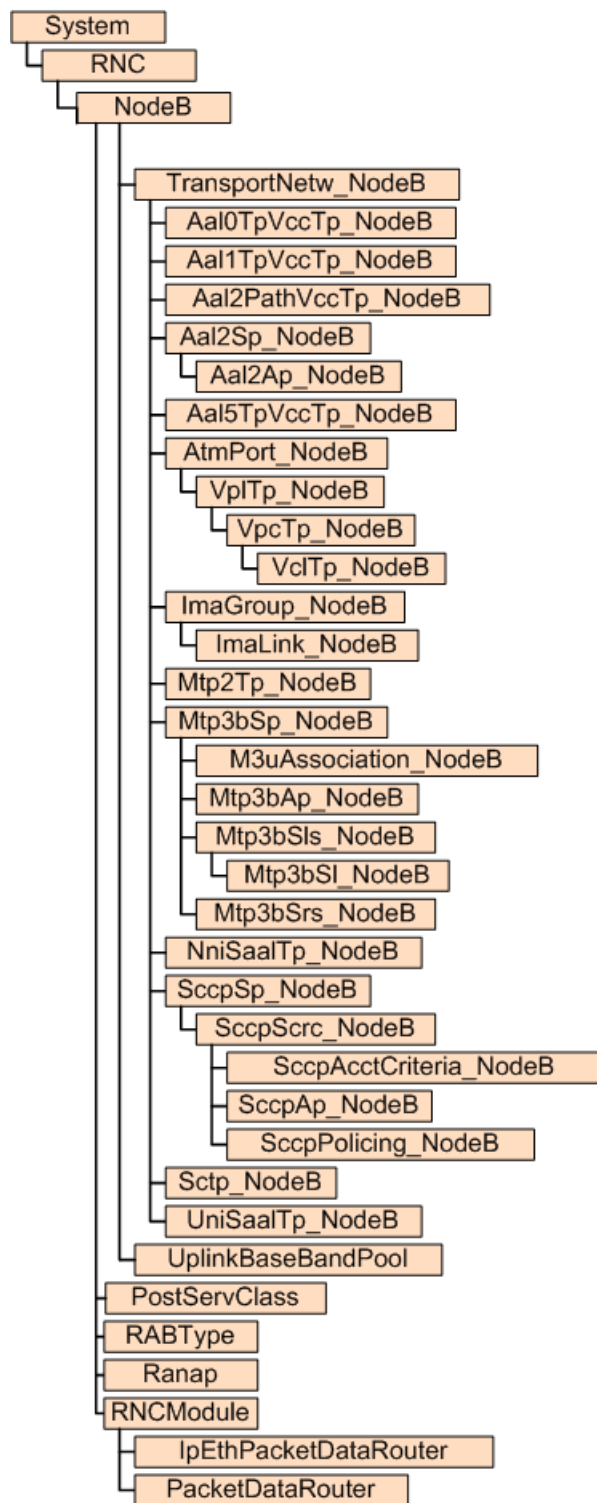 System
RNC
NodeB
TransportNetw_NodeB
Aal0TpVccTp_NodeB
Aal1TpVccTp_NodeB
Aal2PathVccTp_NodeB
Aal2Sp_NodeB
Aal2Ap_NodeB
Aal5TpVccTp_NodeB
AtmPort_NodeB
VplTp_NodeB
VpcTp_NodeB
VclTp_NodeB
ImaGroup_NodeB
ImaLink_NodeB
Mtp2Tp_NodeB
Mtp3bSp_NodeB
M3uAssociation_NodeB
Mtp3bAp_NodeB
Mtp3bSls_NodeB
Mtp3bSl_NodeB
Mtp3bSrs_NodeB
NniSaalTp_NodeB
SccpSp_NodeB
SccpScrc_NodeB
SccpAcctCriteria_NodeB
SccpAp_NodeB
SccpPolicing_NodeB
Sctp_NodeB
UniSaalTp_NodeB
UplinkBaseBandPool
PostServClass
RABType
Ranap
RNCModule
IpEthPacketDataRouter
PacketDataRouter